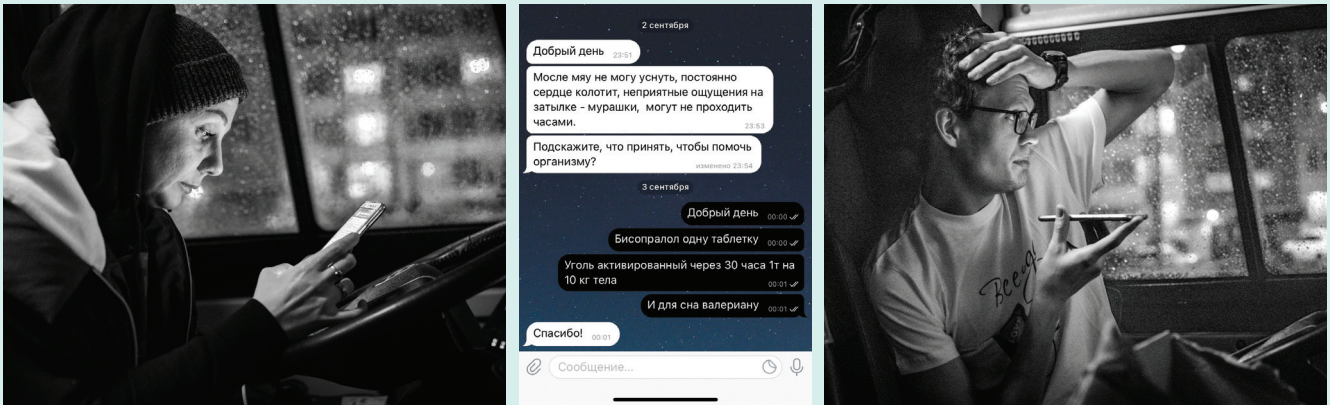 2 сентября
Добрый день 23:51
Мосле мяу не могу уснуть, постоянно
сердце колотит, неприятные ощущения на
затылке - мурашки, могут не проходить
часами. 23:53
Подскажите, что принять, чтобы помочь
организму? изменено 23:54
3 сентября
Добрый день 00:00
Бисопралол одну таблетку 00:00
Уголь активированный через 30 часа 1т на
10 кг тела 00:01
И для сна валериану 00:01
Спасибо! 00:01
Сообщение...
Всегда